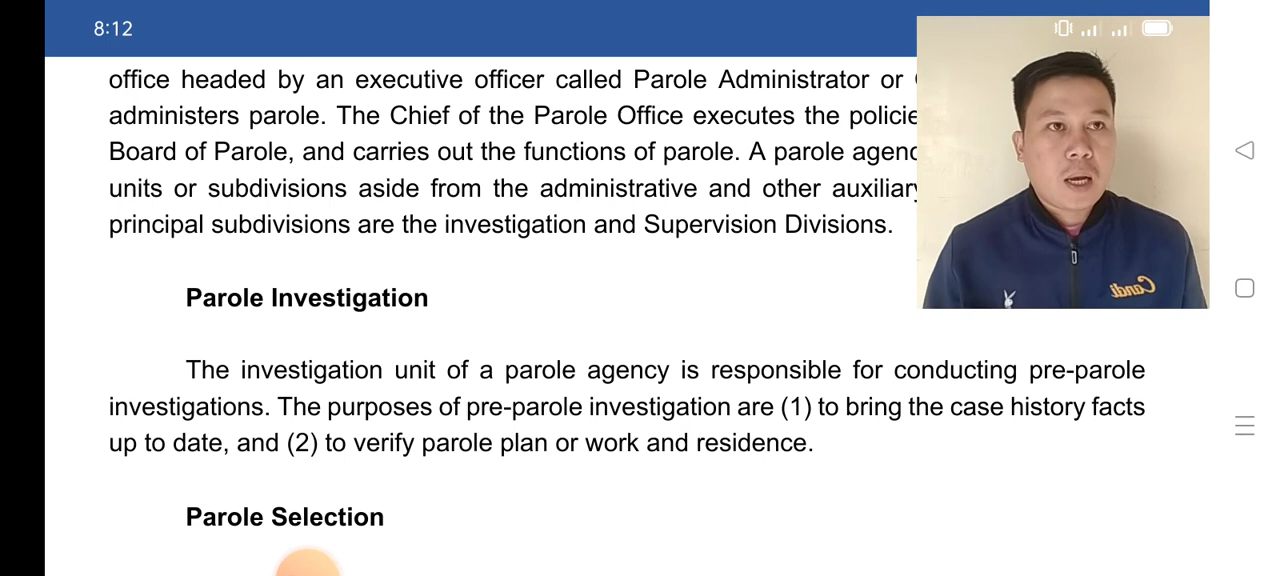 8:12
office headed by an executive officer called Parole Administrator or
administers parole. The Chief of the Parole Office executes the
Board of Parole, and carries out the functions of parole. A parole
units or subdivisions aside from the administrative and other
principal subdivisions are the investigation and Supervision Divisions.
Candi
Parole Investigation
The investigation unit of a parole agency is responsible for conducting pre-parole
investigations. The purposes of pre-parole investigation are (1) to bring the case history facts
up to date, and (2) to verify parole plan or work and residence.
Parole Selection